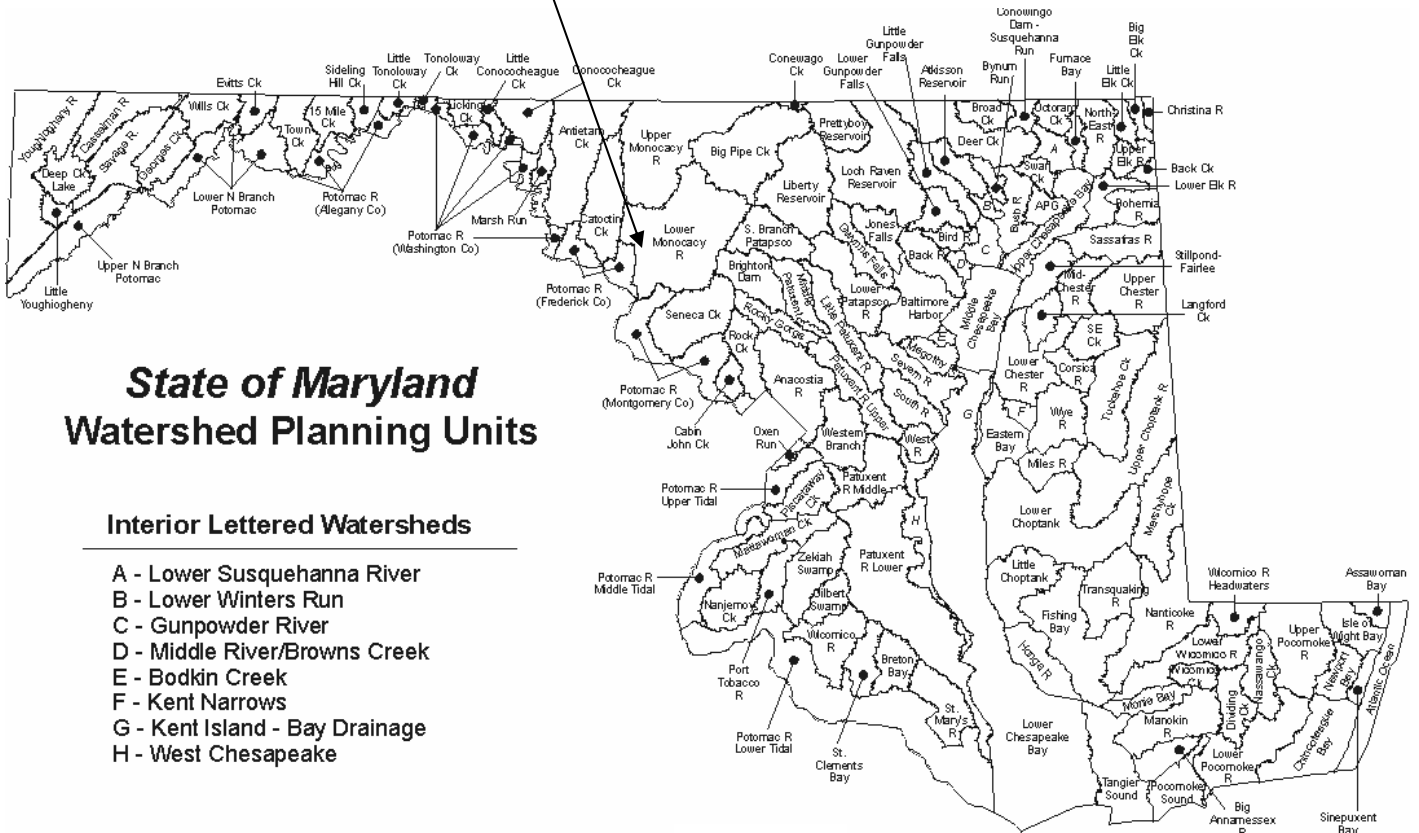 Conowingo
Dam -
Susquehanna
Run
Big
Elk
Ck
Little
Gunpowder
Falls
Lower
Gunpowder
Falls
Atkisson
Reservoir
Bynum
Run
Furnace
Bay
Little
Elk Ck
Christina R
Conewago
Ck
Evitts Ck
Sideling
Hill Ck
Little
Tonoloway
Ck
Tonoloway
Ck
Little
Conococheague
Ck
Conococheague
Ck
Youghioghany R
Casselman R
Savage R
Georges Ck
Wills Ck
Town
Ck
15 Mile
Ck
Licking
Ck
Antietam
Ck
Upper
Monocacy
R
Big Pipe Ck
Prettyboy
Reservoir
Broad
Ck
Deer Ck
Octoraro
Ck
North
East
R
Upper
Elk R
Back Ck
Lower Elk R
Bohemia
R
Deep Ck
Lake
Lower N Branch
Potomac
Potomac R
(Allegany Co)
Marsh Run
Potomac R
(Washington Co)
Catoctin
Ck
Lower
Monocacy
R
Liberty
Reservoir
Loch Raven
Reservoir
A
Swan
Ck
B
Bush R
APG
Upper Chesapeake Bay
Sassafras R
Upper N Branch
Potomac
Little
Youghiogheny
Potomac R
(Frederick Co)
S. Branch
Patapsco
Gwynns Falls
Jones
Falls
Bird R
Back R
C
D
Stillpond-
Fairlee
Mid-
Chester
R
Upper
Chester
R
Langford
Ck
Brighton
Dam
Middle
Patuxent
Little Patuxent R
Lower
Patapsco
R
Baltimore
Harbor
Middle
Chesapeake
Bay
SE
Ck
Seneca Ck
Rock
Ck
Rocky Gorge
Patuxent R Upper
E
Megothy R
Severn R
South R
Lower
Chester
R
Corsica
R
Tuckahoe Ck
Upper Choptank R
Potomac R
(Montgomery Co)
Cabin
John Ck
Anacostia
R
G
F
Wye
R
Eastern
Bay
Miles R
State of Maryland
Watershed Planning Units
Oxen
Run
Western
Branch
West
R
Potomac R
Upper Tidal
Piscataway
Ck
Patuxent
R Middle
Lower
Choptank
Marshyhope
Ck
Interior Lettered Watersheds
A - Lower Susquehanna River
B - Lower Winters Run
C - Gunpowder River
D - Middle River/Browns Creek
E - Bodkin Creek
F - Kent Narrows
G - Kent Island - Bay Drainage
H - West Chesapeake
H
Mattawoman Ck
Potomac R
Middle Tidal
Nanjemoy
Ck
Zekiah
Swamp
Gilbert
Swamp
Patuxent
R Lower
Little
Choptank
Fishing
Bay
Transquaking
R
Nanticoke
R
Wicomico R
Headwaters
Assawoman
Bay
Port
Tobacco
R
Wicomico
R
Breton
Bay
St.
Mary's
R
Potomac R
Lower Tidal
St.
Clements
Bay
Honga R
Lower
Chesapeake
Bay
Lower
Wicomico R
Wicomico
Ck
Monie Bay
Manokin
R
Dividing
Ck
Nassawango
Ck
Upper
Pocomoke
R
Isle of
Wight Bay
Newport
Bay
Atlantic Ocean
Chincoteague
Bay
Lower
Pocomoke
R
Tangier
Sound
Pocomoke
Sound
Big
Annamessex
R
Sinepuxent
Bay